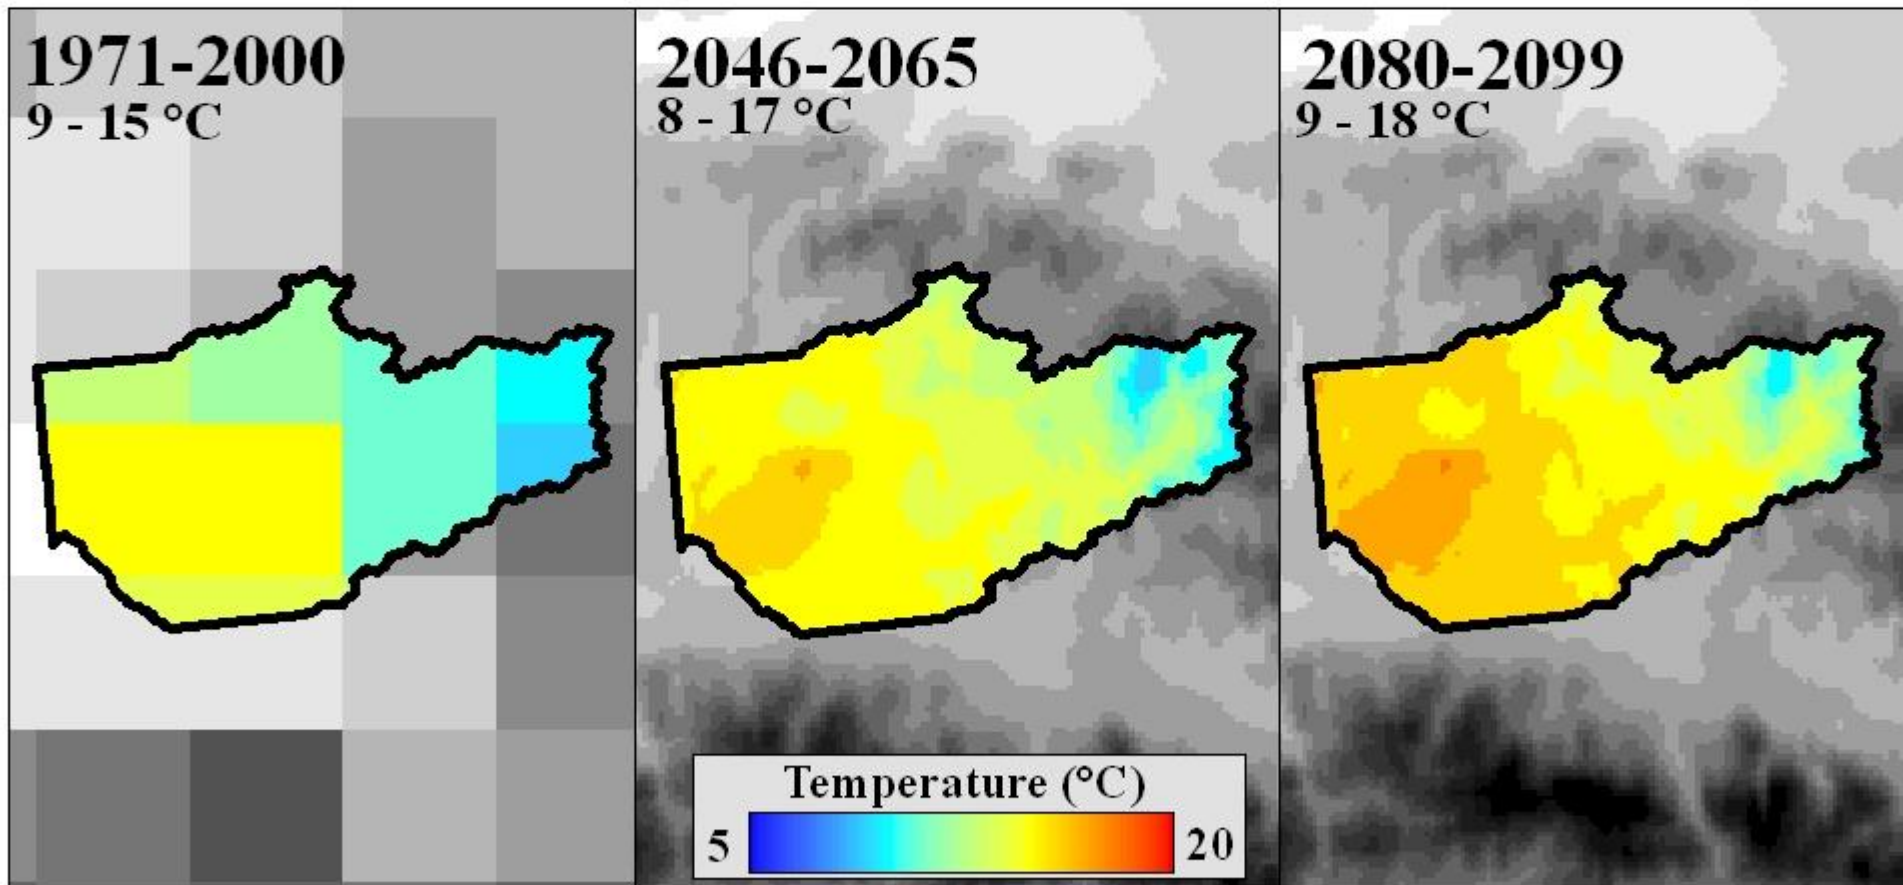 1971-2000
9 - 15 °C
2046-2065
8 - 17 °C
2080-2099
9 - 18 °C
Temperature (°C)
5 20